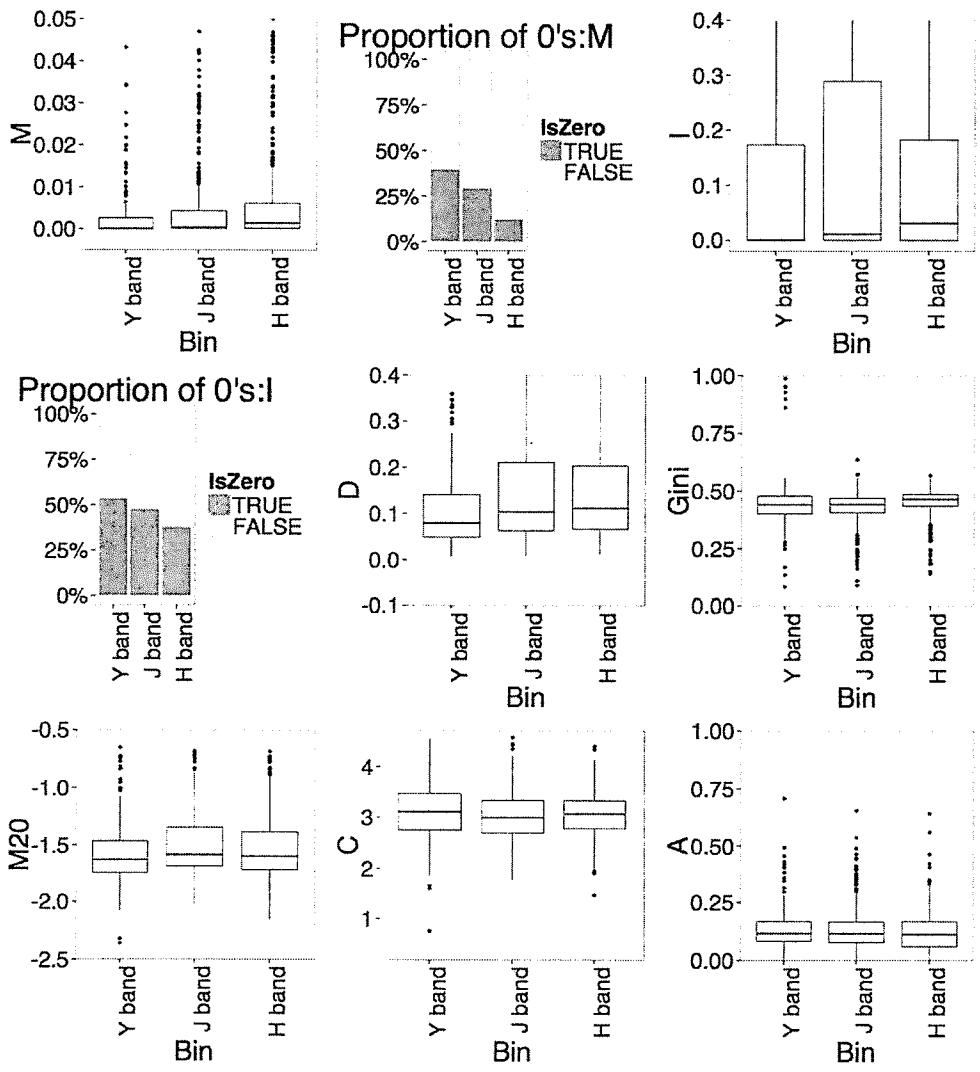 0.05
0.04
0.03
0.02
0.01
0.00
M
Y band
J band
H band
Bin
Proportion of 0's:M
100%
75%
50%
25%
0%
Y band
J band
H band
IsZero
TRUE
FALSE
0.4
0.3
0.2
0.1
0.0
I
Y band
J band
H band
Bin
Proportion of 0's:I
100%
75%
50%
25%
0%
Y band
J band
H band
IsZero
TRUE
FALSE
0.4
0.3
0.2
0.1
0.0
-0.1
D
Y band
J band
H band
Bin
1.00
0.75
0.50
0.25
0.00
Gini
Y band
J band
H band
Bin
-0.5
-1.0
-1.5
-2.0
-2.5
M20
Y band
J band
H band
Bin
4
3
2
1
C
Y band
J band
H band
Bin
1.00
0.75
0.50
0.25
0.00
A
Y band
J band
H band
Bin